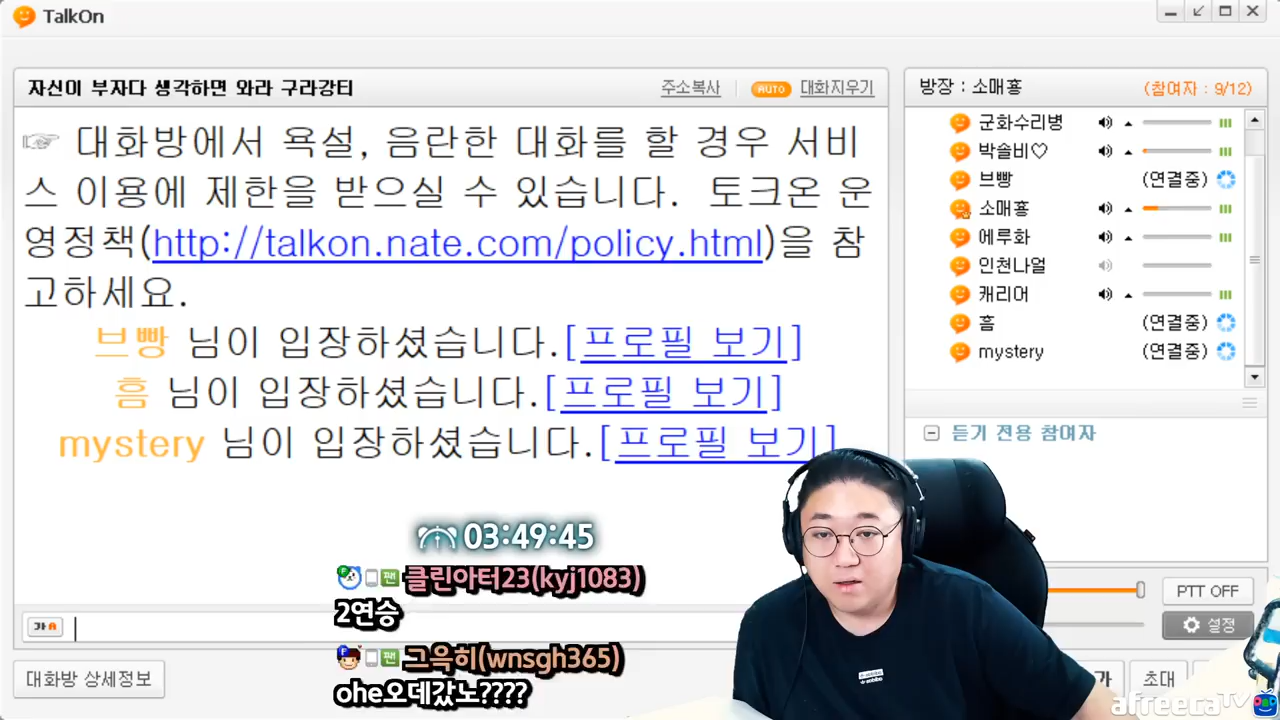 TalkOn
자신이 부자다 생각하면 와라 구라강티
주소복사
AUTO 대화지우기
☞ 대화방에서 욕설, 음란한 대화를 할 경우 서비
스 이용에 제한을 받으실 수 있습니다. 토크온 운
영정책(http://talkon.nate.com/policy.html)을 참
고하세요.
브빵 님이 입장하셨습니다.[프로필 보기]
흠 님이 입장하셨습니다.[프로필 보기]
mystery 님이 입장하셨습니다.[프로필 보기]
03:49:45
팬 클린아터23(kyj1083)
2연승
팬 그윽히(wnsgh365)
ohe오데갔노????
가A
대화방 상세정보
방장 : 소매홍
(참여자 : 9/12)
군화수리병
박솔비♡
브빵 (연결중)
소매홍
에루화
인천나얼
캐리어
흠 (연결중)
mystery (연결중)
듣기 전용 참여자
PTT OFF
설정
초대
afreecaTV